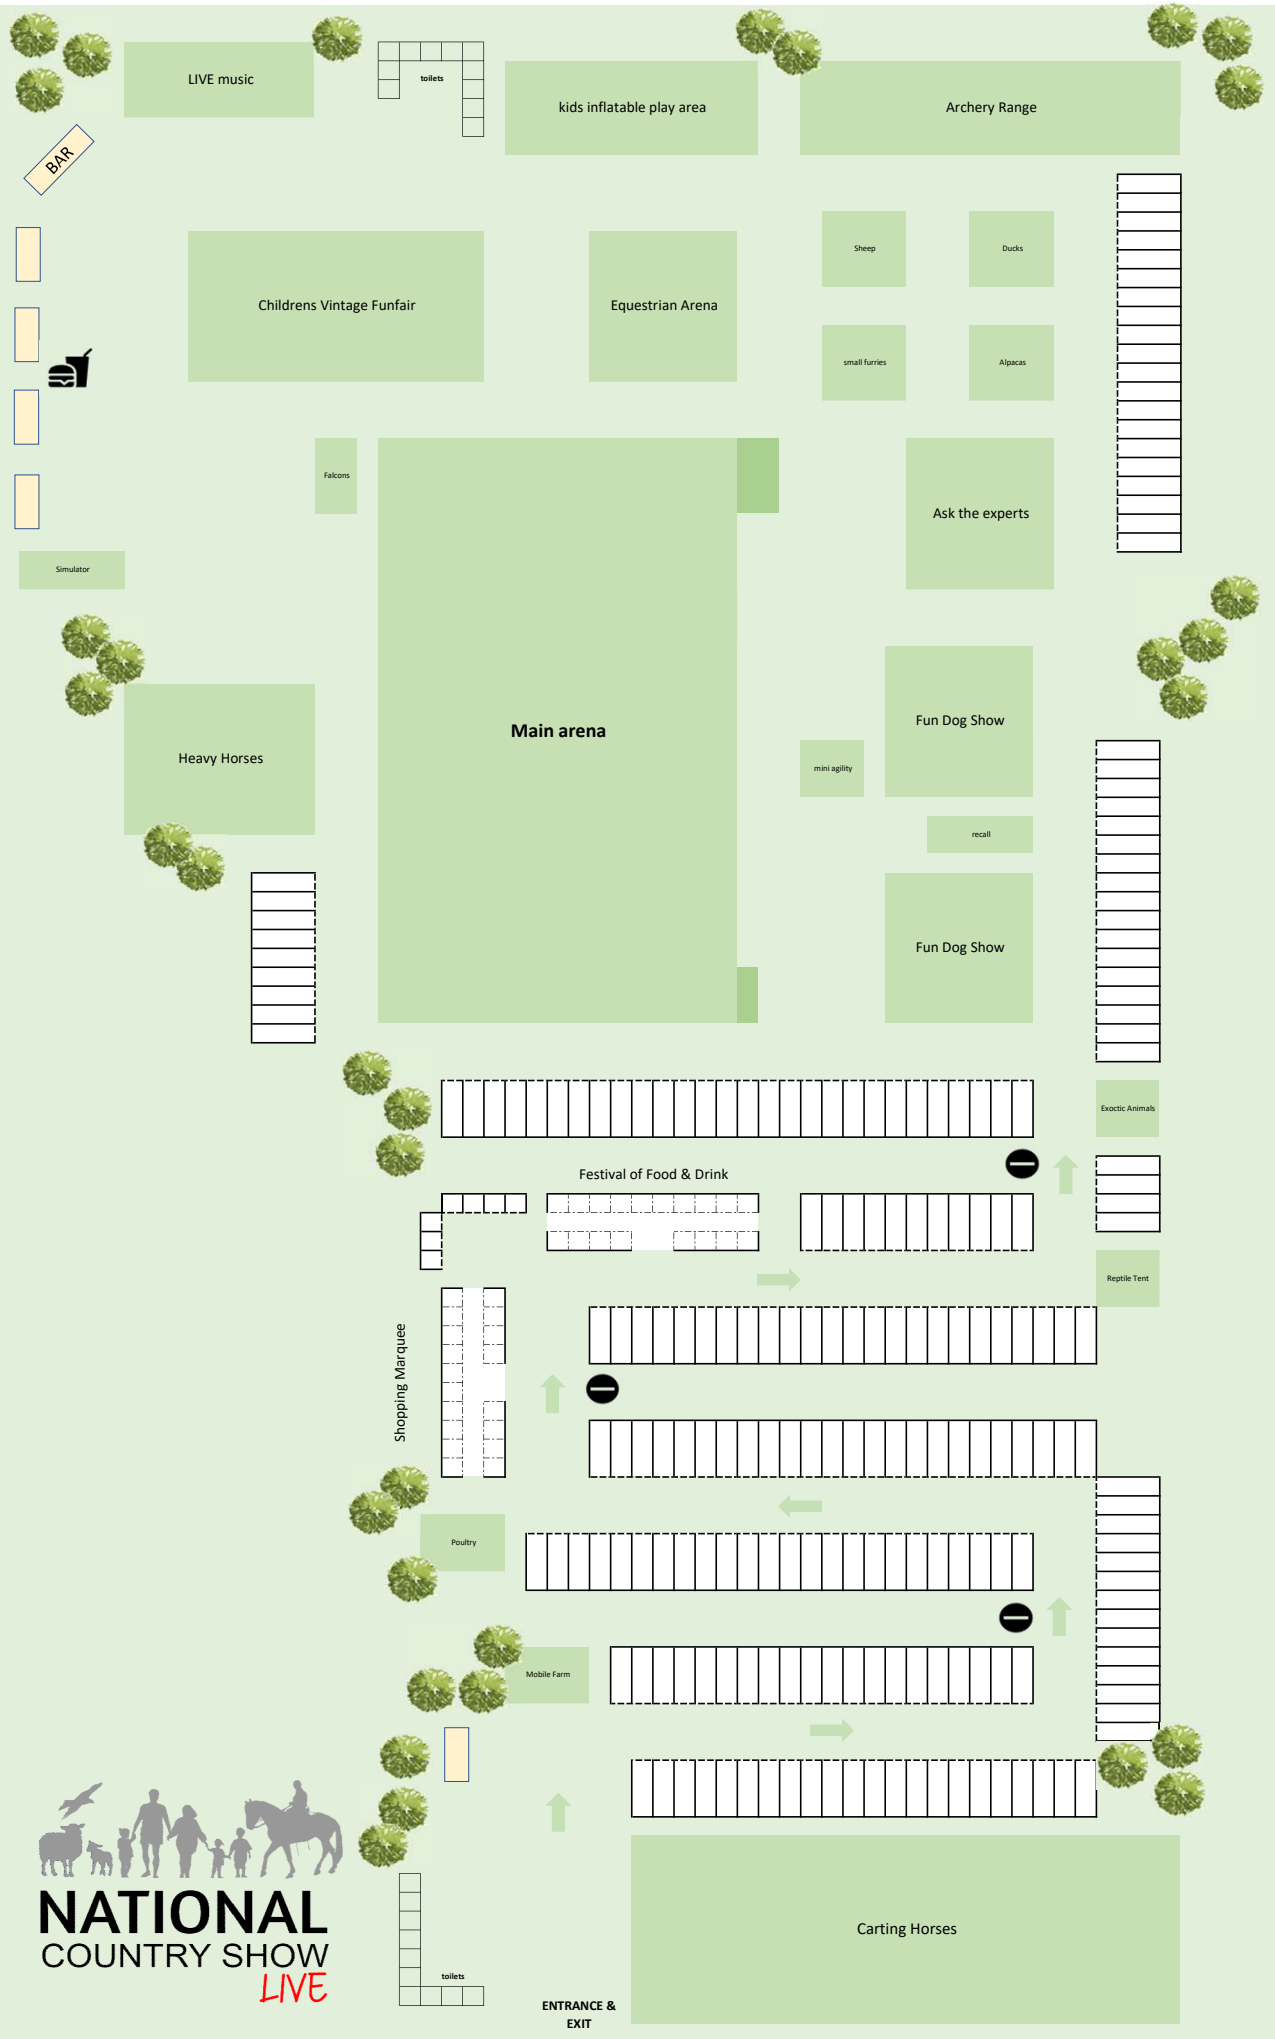 LIVE music
toilets
kids inflatable play area
Archery Range
BAR
Sheep
Ducks
Childrens Vintage Funfair
Equestrian Arena
small furries
Alpacas
Falcons
Ask the experts
Simulator
Fun Dog Show
Main arena
Heavy Horses
mini agility
recall
Fun Dog Show
Exoctic Animals
Festival of Food & Drink
Reptile Tent
Shopping Marquee
Poultry
Mobile Farm
NATIONAL
COUNTRY SHOW
LIVE
Carting Horses
toilets
ENTRANCE &
EXIT